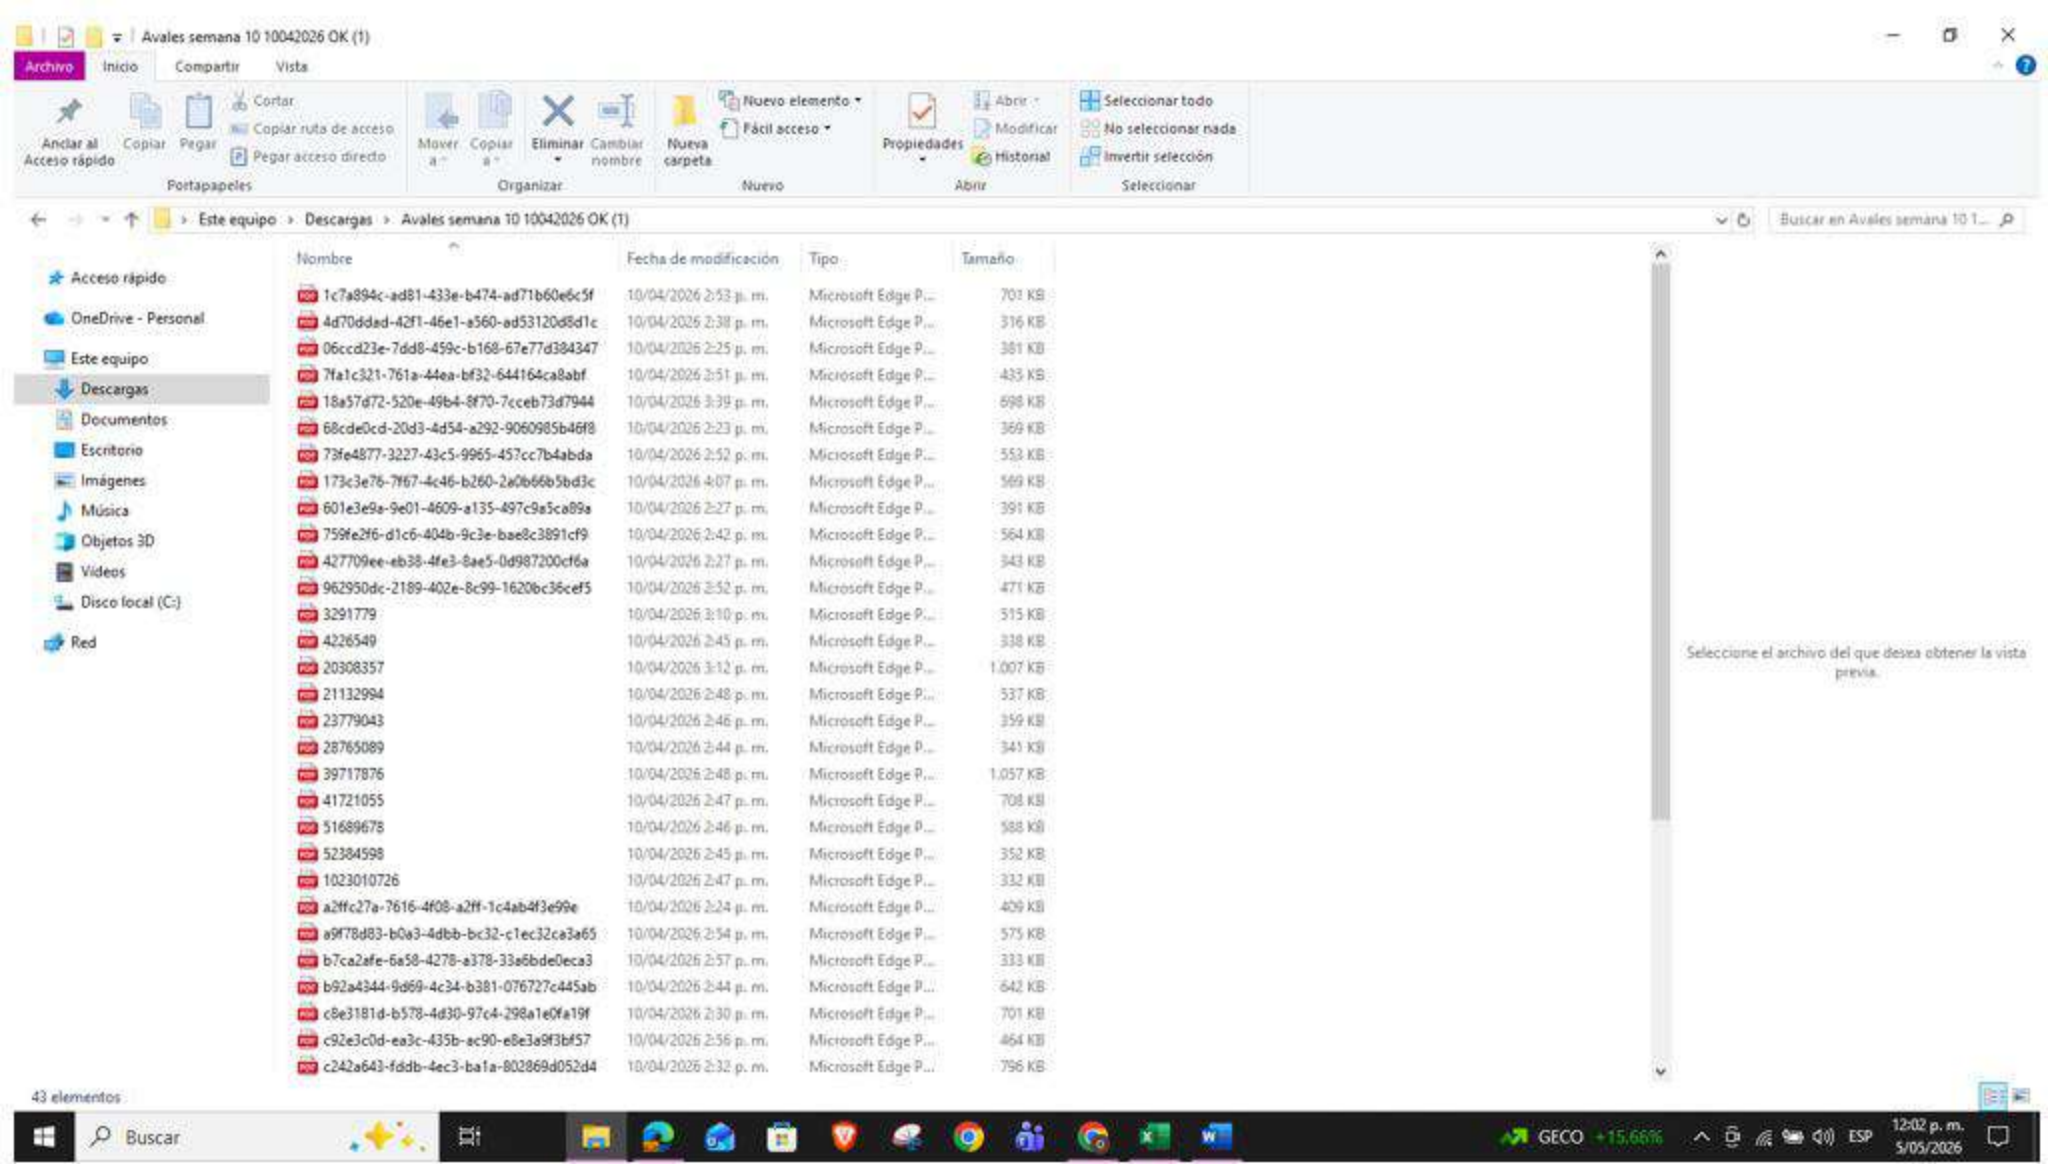 Avales semana 10 10042026 OK (1)
Archivo Inicio Compartir Vista
Anclar al Acceso rápido
Copiar
Pegar
Cortar
Copiar ruta de acceso
Pegar acceso directo
Mover a
Copiar a
Eliminar
Cambiar nombre
Nueva carpeta
Nuevo elemento
Fácil acceso
Propiedades
Abrir
Modificar
Historial
Seleccionar todo
No seleccionar nada
Invertir selección
Portapapeles Organizar Nuevo Abrir Seleccionar
Este equipo > Descargas > Avales semana 10 10042026 OK (1)
Buscar en Avales semana 10 1...
Acceso rápido
OneDrive - Personal
Este equipo
Descargas
Documentos
Escritorio
Imágenes
Música
Objetos 3D
Vídeos
Disco local (C:)
Red
Nombre Fecha de modificación Tipo Tamaño
1c7a894c-ad81-433e-b474-ad71b60e6c5f 10/04/2026 2:53 p. m. Microsoft Edge P... 701 KB
4d70ddad-42f1-46e1-a560-ad53120d8d1c 10/04/2026 2:38 p. m. Microsoft Edge P... 316 KB
06ccd23e-7dd8-459c-b168-67e77d384347 10/04/2026 2:25 p. m. Microsoft Edge P... 381 KB
7fa1c321-761a-44ea-bf32-644164ca8abf 10/04/2026 2:51 p. m. Microsoft Edge P... 435 KB
18a57d72-520e-49b4-8f70-7cceb73d7944 10/04/2026 3:39 p. m. Microsoft Edge P... 698 KB
68cde0cd-20d3-4d54-a292-9060985b46f8 10/04/2026 2:23 p. m. Microsoft Edge P... 369 KB
73fe4877-3227-43c5-9965-457cc7b4abda 10/04/2026 2:52 p. m. Microsoft Edge P... 553 KB
173c3e76-7f67-4c46-b260-2a0b66b5bd3c 10/04/2026 4:07 p. m. Microsoft Edge P... 569 KB
601e3e9a-9e01-4609-a135-497c9a5ca89a 10/04/2026 2:27 p. m. Microsoft Edge P... 391 KB
759fe2f6-d1c6-404b-9c3e-bae8c3891cf9 10/04/2026 2:42 p. m. Microsoft Edge P... 564 KB
427709ee-eb38-4fe3-8ae5-0d987200cf6a 10/04/2026 2:27 p. m. Microsoft Edge P... 343 KB
962950dc-2189-402e-8c99-1620bc36cef5 10/04/2026 2:52 p. m. Microsoft Edge P... 471 KB
3291779 10/04/2026 3:10 p. m. Microsoft Edge P... 515 KB
4226549 10/04/2026 2:45 p. m. Microsoft Edge P... 338 KB
20308357 10/04/2026 3:12 p. m. Microsoft Edge P... 1.007 KB
21132994 10/04/2026 2:48 p. m. Microsoft Edge P... 537 KB
23779043 10/04/2026 2:46 p. m. Microsoft Edge P... 359 KB
28765089 10/04/2026 2:44 p. m. Microsoft Edge P... 341 KB
39717876 10/04/2026 2:48 p. m. Microsoft Edge P... 1.057 KB
41721055 10/04/2026 2:47 p. m. Microsoft Edge P... 708 KB
51689678 10/04/2026 2:46 p. m. Microsoft Edge P... 588 KB
52384598 10/04/2026 2:45 p. m. Microsoft Edge P... 352 KB
1023010726 10/04/2026 2:47 p. m. Microsoft Edge P... 332 KB
a2ffc27a-7616-4f08-a2ff-1c4ab4f3e99e 10/04/2026 2:24 p. m. Microsoft Edge P... 409 KB
a9f78d83-b0a3-4dbb-bc32-c1ec32ca3a65 10/04/2026 2:54 p. m. Microsoft Edge P... 575 KB
b7ca2afe-6a58-4278-a378-33a6bde0eca3 10/04/2026 2:57 p. m. Microsoft Edge P... 333 KB
b92a4344-9d69-4c34-b381-076727c445ab 10/04/2026 2:44 p. m. Microsoft Edge P... 642 KB
c8e3181d-b578-4d30-97c4-298a1e0fa19f 10/04/2026 2:30 p. m. Microsoft Edge P... 701 KB
c92e3c0d-ea3c-435b-ac90-e8e3a9f3bf57 10/04/2026 2:56 p. m. Microsoft Edge P... 464 KB
c242a643-fddb-4ec3-ba1a-802869d052d4 10/04/2026 2:32 p. m. Microsoft Edge P... 796 KB
Seleccione el archivo del que desea obtener la vista
previa.
43 elementos
Buscar
GECO +15.66%
ESP
12:02 p. m.
5/05/2026